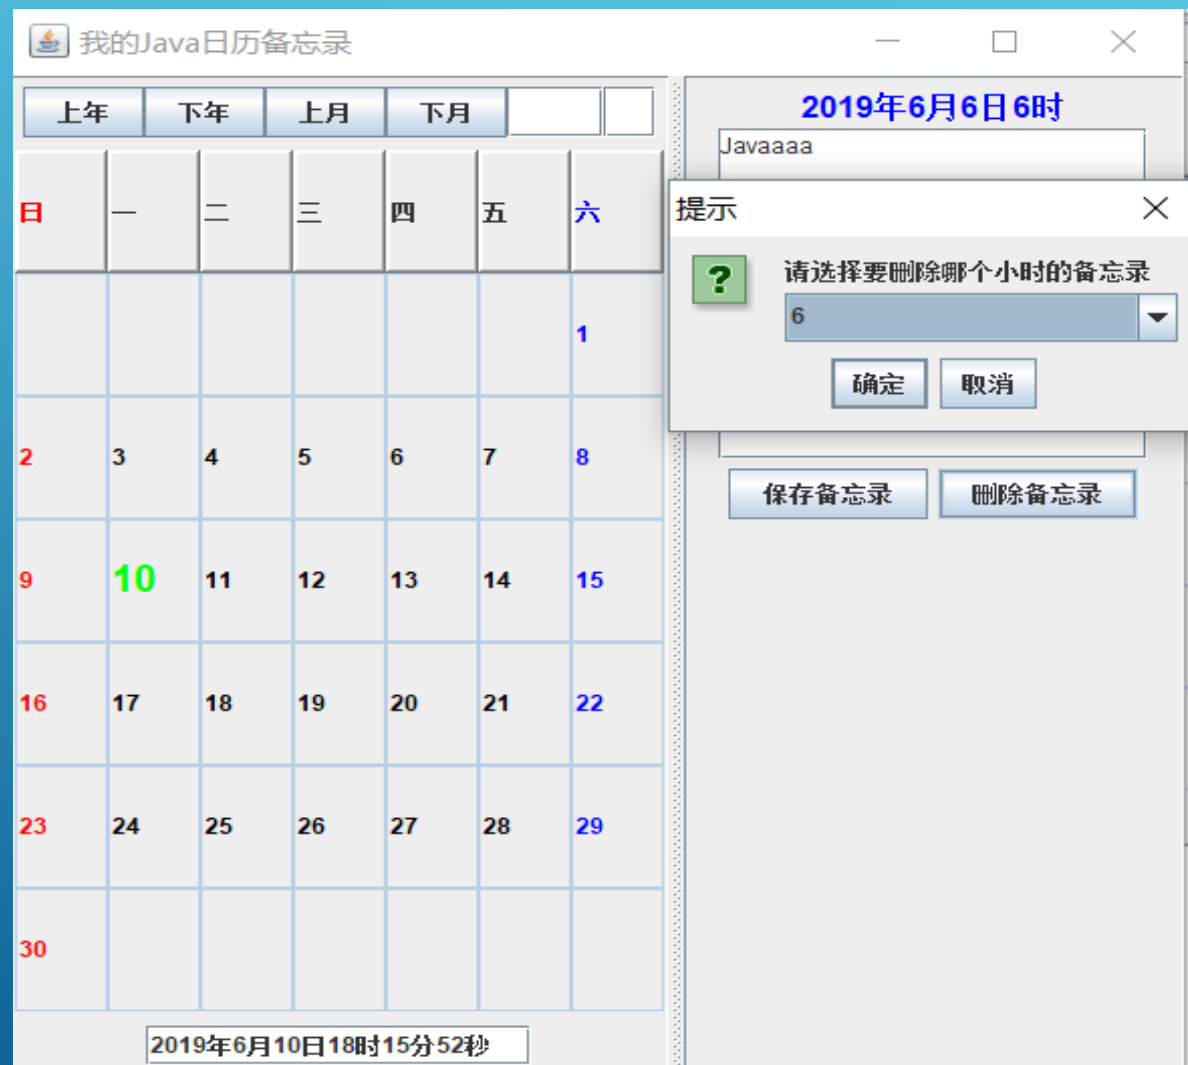 我的Java日历备忘录
上年 下年 上月 下月
日 一 二 三 四 五 六
1
2 3 4 5 6 7 8
9 10 11 12 13 14 15
16 17 18 19 20 21 22
23 24 25 26 27 28 29
30
2019年6月10日18时15分52秒
2019年6月6日6时
Javaaaa
提示
?
请选择要删除哪个小时的备忘录
6
确定 取消
保存备忘录 删除备忘录